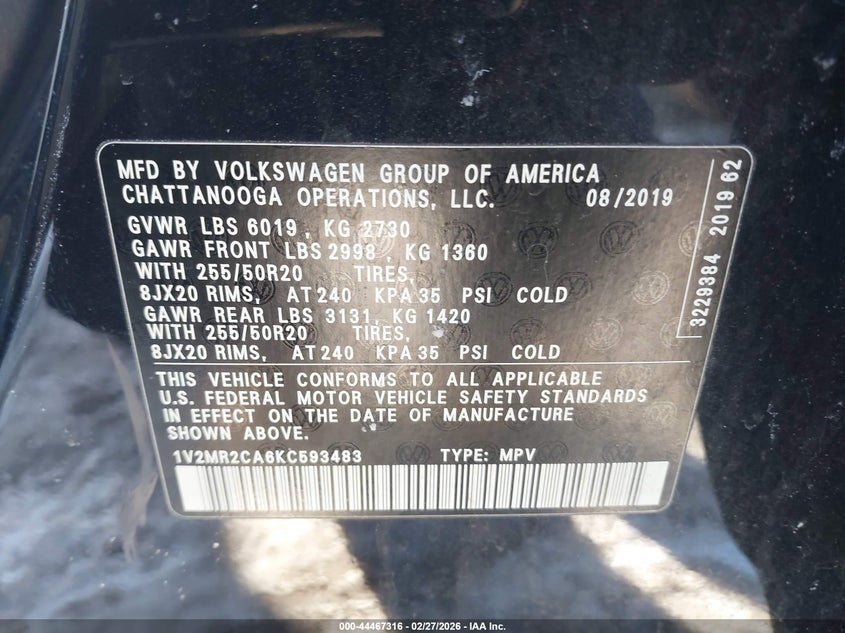 MFD BY VOLKSWAGEN GROUP OF AMERICA
CHATTANOOGA OPERATIONS, LLC. 08/2019
GVWR LBS 6019, KG 2730
GAWR FRONT LBS 2998, KG 1360
WITH 255/50R20 TIRES,
8JX20 RIMS, AT 240 KPA 35 PSI COLD
GAWR REAR LBS 3131, KG 1420
WITH 255/50R20 TIRES,
8JX20 RIMS, AT 240 KPA 35 PSI COLD
THIS VEHICLE CONFORMS TO ALL APPLICABLE
U.S. FEDERAL MOTOR VEHICLE SAFETY STANDARDS
IN EFFECT ON THE DATE OF MANUFACTURE
SHOWN ABOVE.
1V2MR2CA6KC593483 TYPE: MPV
3229384 2019 62
000-44467316 - 02/27/2026 - IAA Inc.